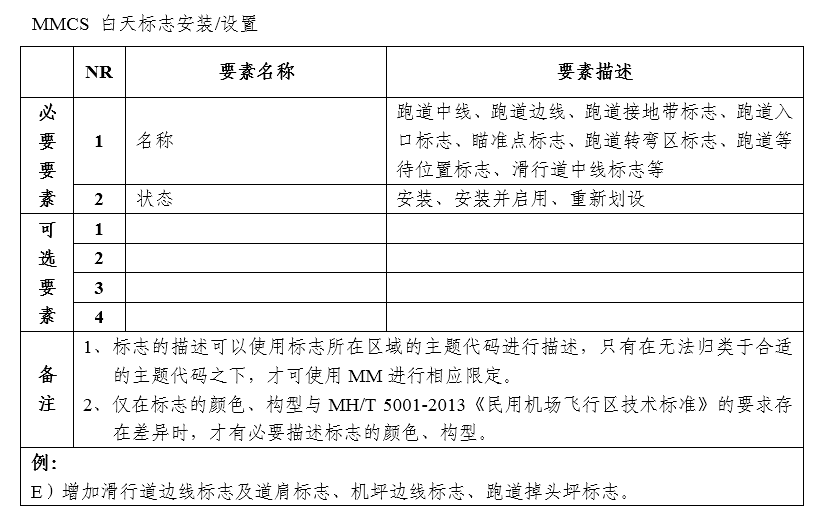 MMCS 白天标志安装/设置
NR 要素名称 要素描述
必要要素
1 名称 跑道中线、跑道边线、跑道接地带标志、跑道入
口标志、瞄准点标志、跑道转弯区标志、跑道等
待位置标志、滑行道中线标志等
2 状态 安装、安装并启用、重新划设
可选要素
1
2
3
4
备注
1、标志的描述可以使用标志所在区域的主题代码进行描述，只有在无法归类于合适
的主题代码之下，才可使用 MM 进行相应限定。
2、仅在标志的颜色、构型与 MH/T 5001-2013《民用机场飞行区技术标准》的要求存
在差异时，才有必要描述标志的颜色、构型。
例：
E）增加滑行道边线标志及道肩标志、机坪边线标志、跑道掉头坪标志。